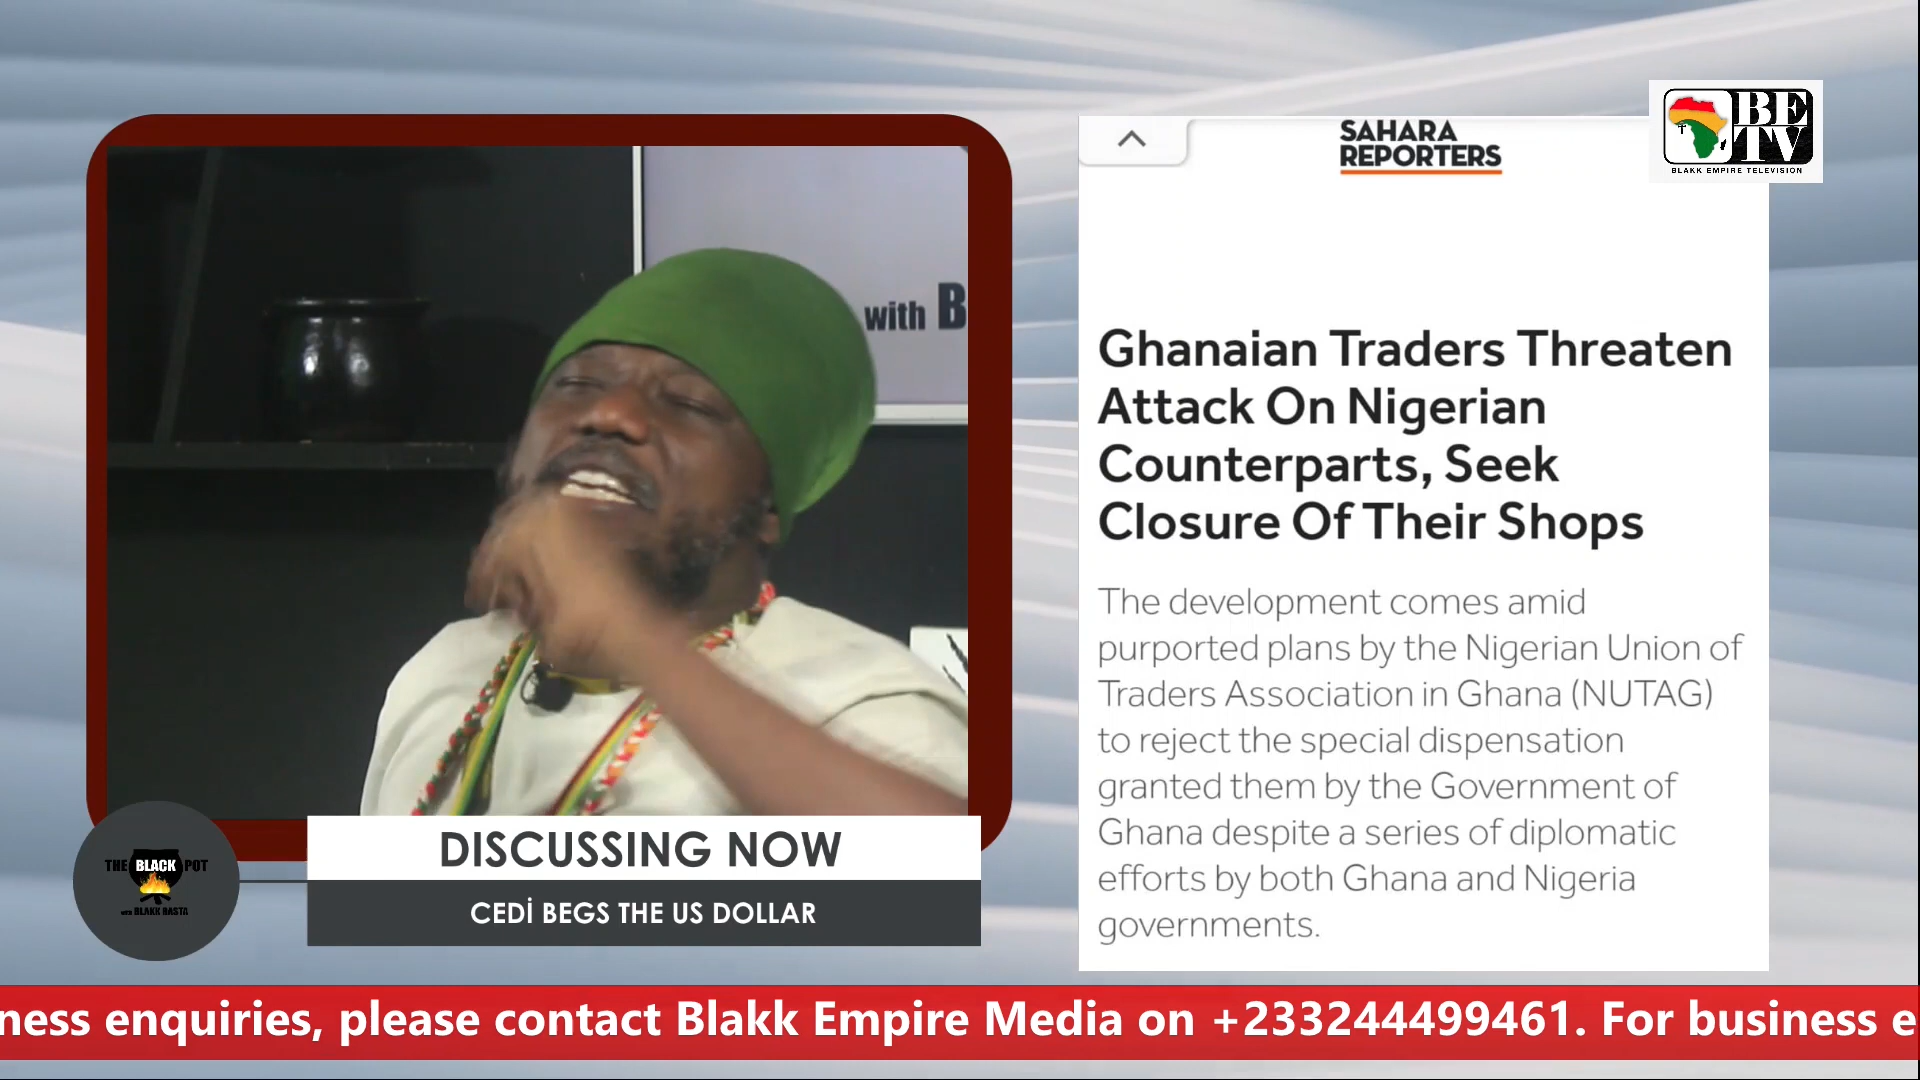 BE
TV
BLAKK EMPIRE TELEVISION
SAHARA
REPORTERS
with B
Ghanaian Traders Threaten
Attack On Nigerian
Counterparts, Seek
Closure Of Their Shops
The development comes amid
purported plans by the Nigerian Union of
Traders Association in Ghana (NUTAG)
to reject the special dispensation
granted them by the Government of
Ghana despite a series of diplomatic
efforts by both Ghana and Nigeria
governments.
THE BLACK POT
with BLAKK RASTA
DISCUSSING NOW
CEDİ BEGS THE US DOLLAR
ness enquiries, please contact Blakk Empire Media on +233244499461. For business e